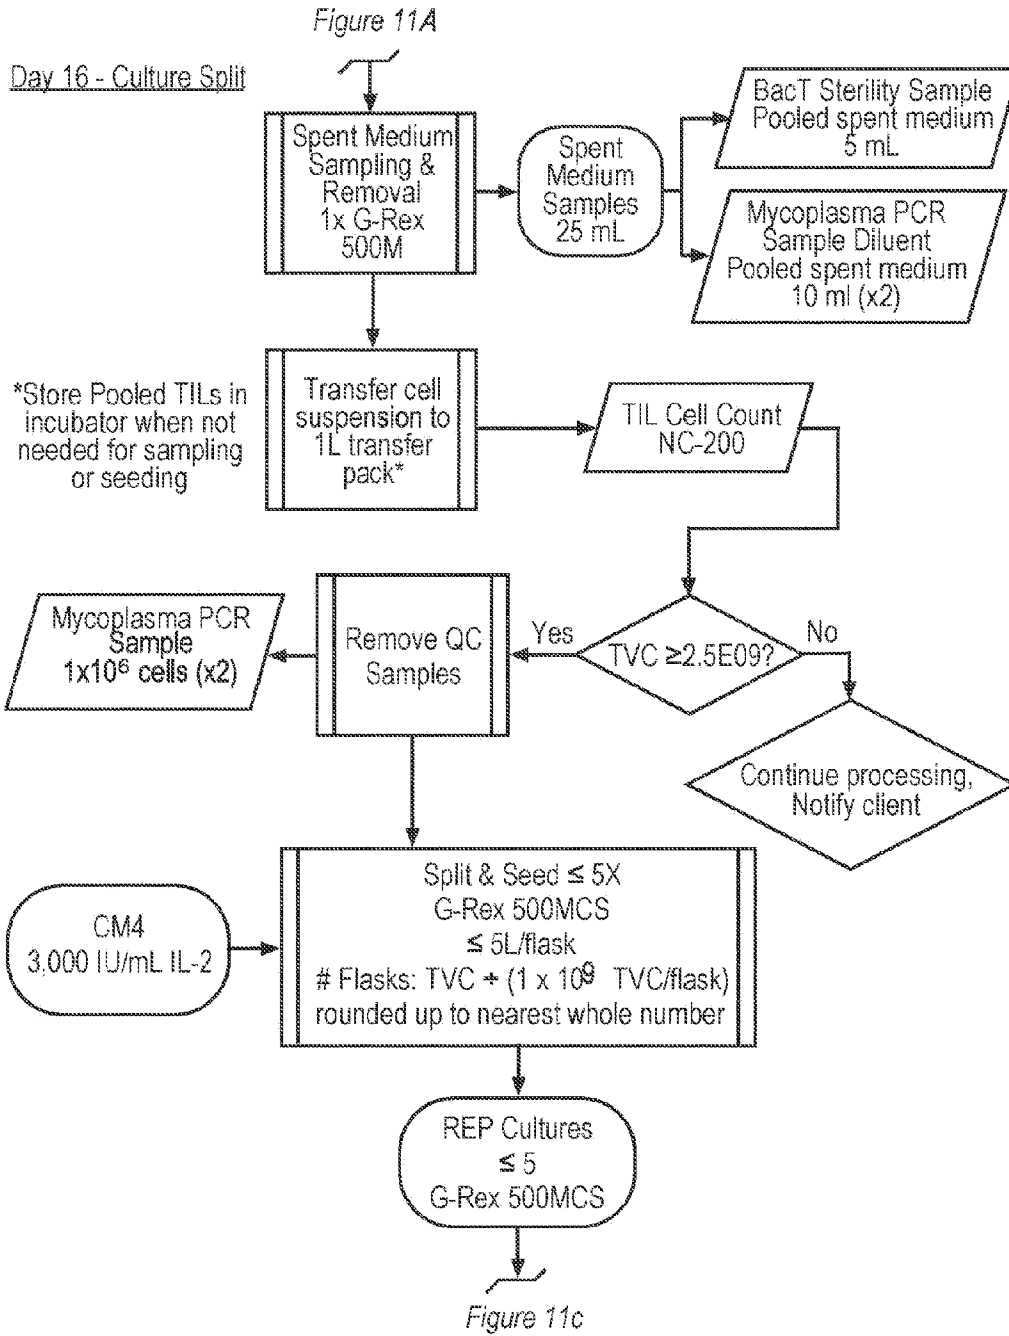 Figure 11A
Day 16 - Culture Split
Spent Medium
Sampling &
Removal
1x G-Rex
500M
Spent
Medium
Samples
25 mL
BacT Sterility Sample
Pooled spent medium
5 mL
Mycoplasma PCR
Sample Diluent
Pooled spent medium
10 ml (x2)
*Store Pooled TILs in
incubator when not
needed for sampling
or seeding
Transfer cell
suspension to
1L transfer
pack*
TIL Cell Count
NC-200
TVC ≥2.5E09?
Yes
No
Remove QC
Samples
Mycoplasma PCR
Sample
1x10⁶ cells (x2)
Continue processing,
Notify client
Split & Seed ≤ 5X
G-Rex 500MCS
≤ 5L/flask
# Flasks: TVC ÷ (1 x 10⁹ TVC/flask)
rounded up to nearest whole number
CM4
3,000 IU/mL IL-2
REP Cultures
≤ 5
G-Rex 500MCS
Figure 11c